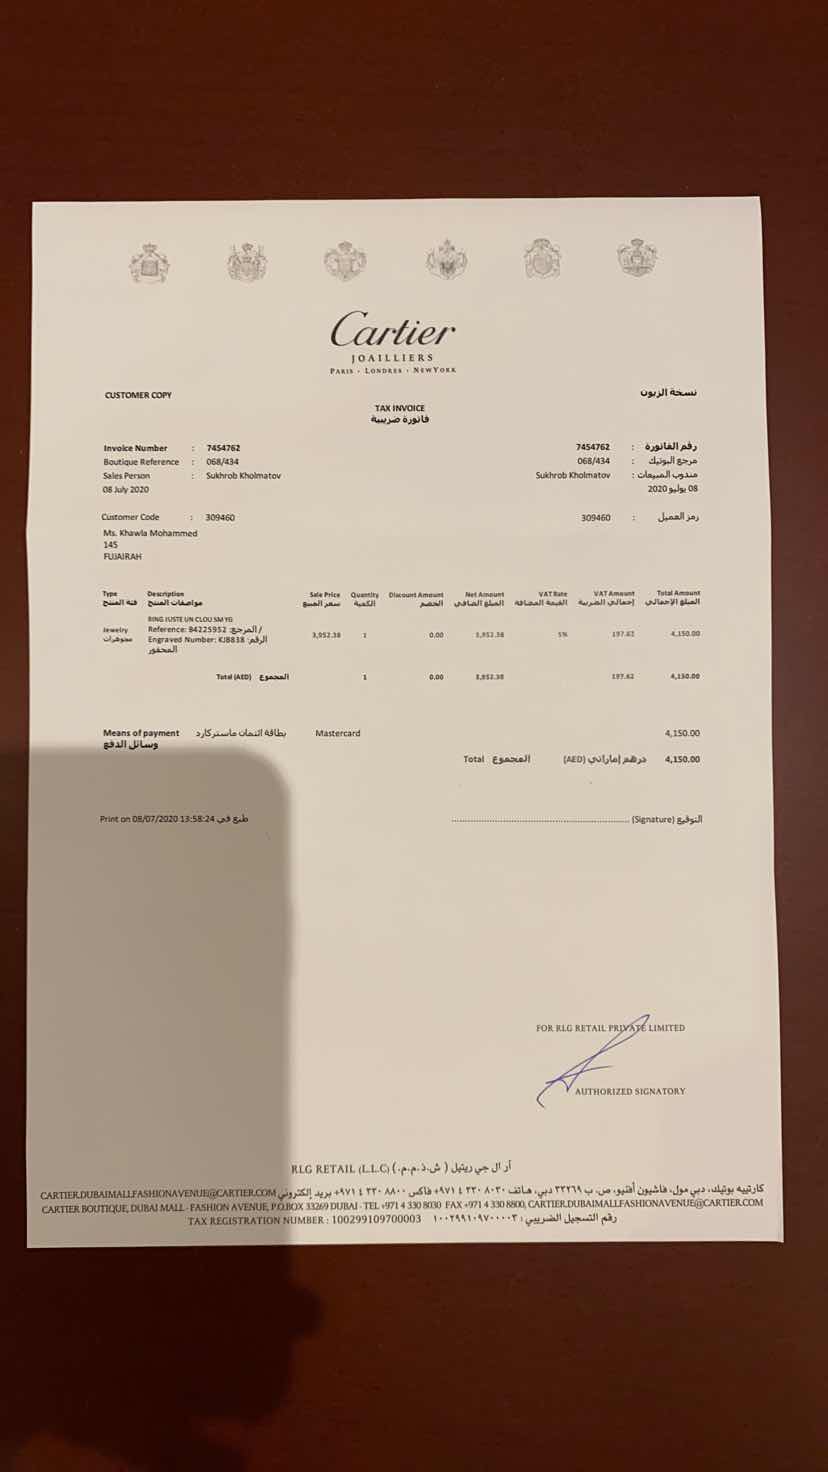 Cartier
JOAILLIERS
PARIS · LONDRES · NEWYORK
CUSTOMER COPY
نسخة الزبون
TAX INVOICE
فاتورة ضريبية
Invoice Number : 7454762
7454762 : رقم الفاتورة
Boutique Reference : 068/434
068/434 : مرجع البوتيك
Sales Person : Sukhrob Kholmatov
Sukhrob Kholmatov : مندوب المبيعات
08 July 2020
08 يوليو 2020
Customer Code : 309460
309460 : رمز العميل
Ms. Khawla Mohammed
145
FUJAIRAH
Type Description Sale Price Quantity Discount Amount Net Amount VAT Rate VAT Amount Total Amount
فئة المنتج مواصفات المنتج سعر المبيع الكمية الخصم المبلغ الصافي القيمة المضافة إجمالي الضريبة المبلغ الإجمالي
RING JUSTE UN CLOU SM YG
Jewelry Reference: B4225952 :المرجع / 3,952.38 1 0.00 3,952.38 5% 197.62 4,150.00
مجوهرات Engraved Number: KJB838 :الرقم
المحفور
Total (AED) المجموع 1 0.00 3,952.38 197.62 4,150.00
Means of payment بطاقة ائتمان ماستركارد Mastercard 4,150.00
وسائل الدفع
Total المجموع (AED) درهم إماراتي 4,150.00
Print on 08/07/2020 13:58:24 طبع في
(Signature) التوقيع
FOR RLG RETAIL PRIVATE LIMITED
AUTHORIZED SIGNATORY
RLG RETAIL (L.L.C) (.ش.ذ.م.م ) أر ال جي ريتيل
كارتييه بوتيك، دبي مول، فاشيون أفنيو، ص. ب ٣٣٢٦٩ دبي، هاتف ٨٠٣٠ ٣٣٠ ٤ ٩٧١+ فاكس ٨٨٠٠ ٣٣٠ ٤ ٩٧١+ بريد إلكتروني CARTIER.DUBAIMALLFASHIONAVENUE@CARTIER.COM
CARTIER BOUTIQUE, DUBAI MALL - FASHION AVENUE, P.O.BOX 33269 DUBAI - TEL +971 4 330 8030 FAX +971 4 330 8800, CARTIER.DUBAIMALLFASHIONAVENUE@CARTIER.COM
TAX REGISTRATION NUMBER : 100299109700003 رقم التسجيل الضريبي : ١٠٠٢٩٩١٠٩٧٠٠٠٠٣